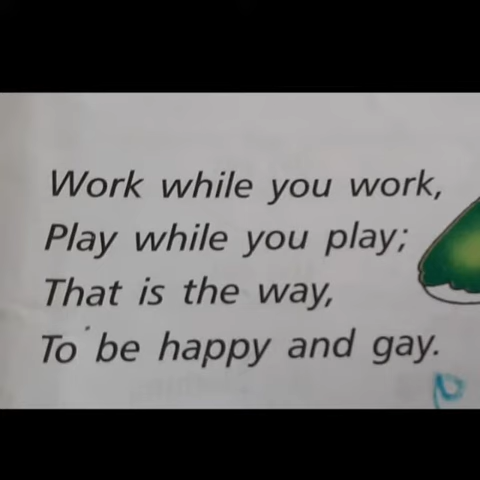 Work while you work,
Play while you play;
That is the way,
To be happy and gay.